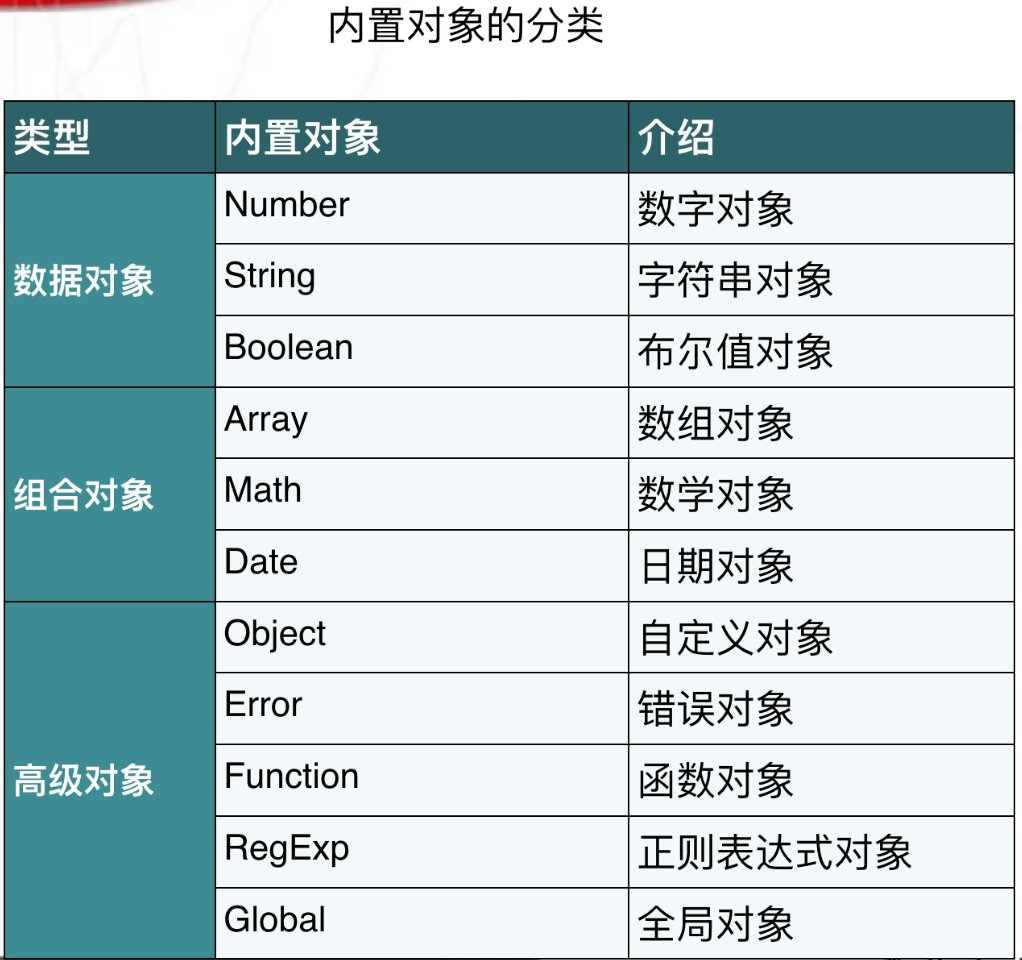 内置对象的分类
类型 内置对象 介绍
数据对象
Number 数字对象
String 字符串对象
Boolean 布尔值对象
组合对象
Array 数组对象
Math 数学对象
Date 日期对象
高级对象
Object 自定义对象
Error 错误对象
Function 函数对象
RegExp 正则表达式对象
Global 全局对象